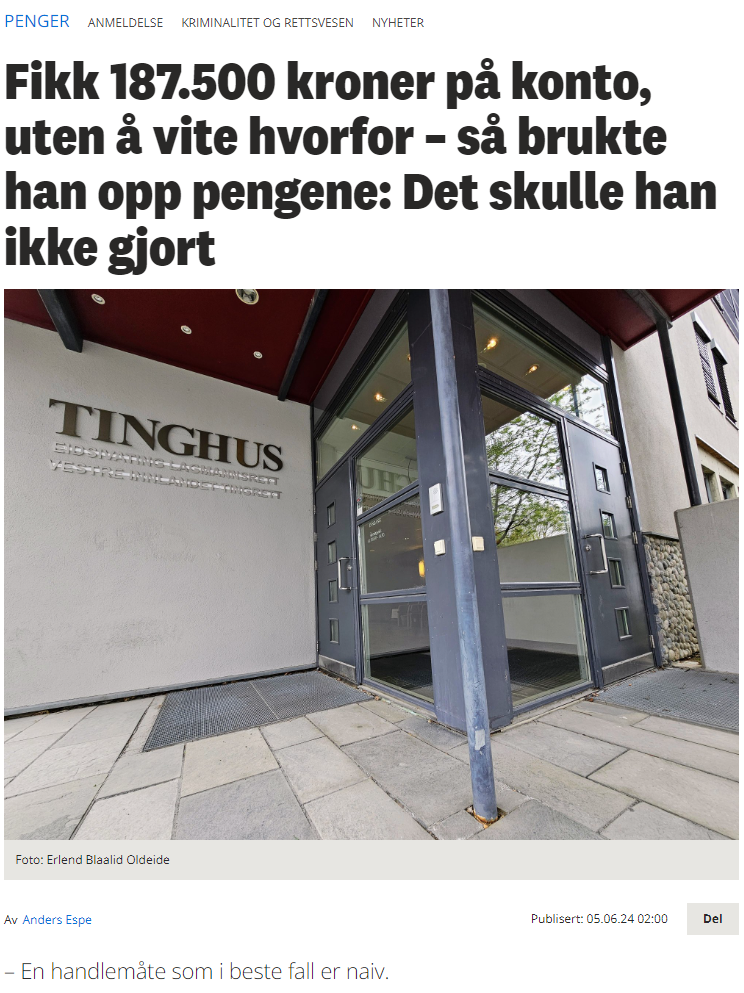 PENGER ANMELDELSE KRIMINALITET OG RETTSVESEN NYHETER
Fikk 187.500 kroner på konto,
uten å vite hvorfor – så brukte
han opp pengene: Det skulle han
ikke gjort
TINGHUS
EIDSIVATING LAGMANNSRETT
VESTRE INNLANDET TINGRETT
Foto: Erlend Blaalid Oldeide
Av Anders Espe
Publisert: 05.06.24 02:00
Del
– En handlemåte som i beste fall er naiv.